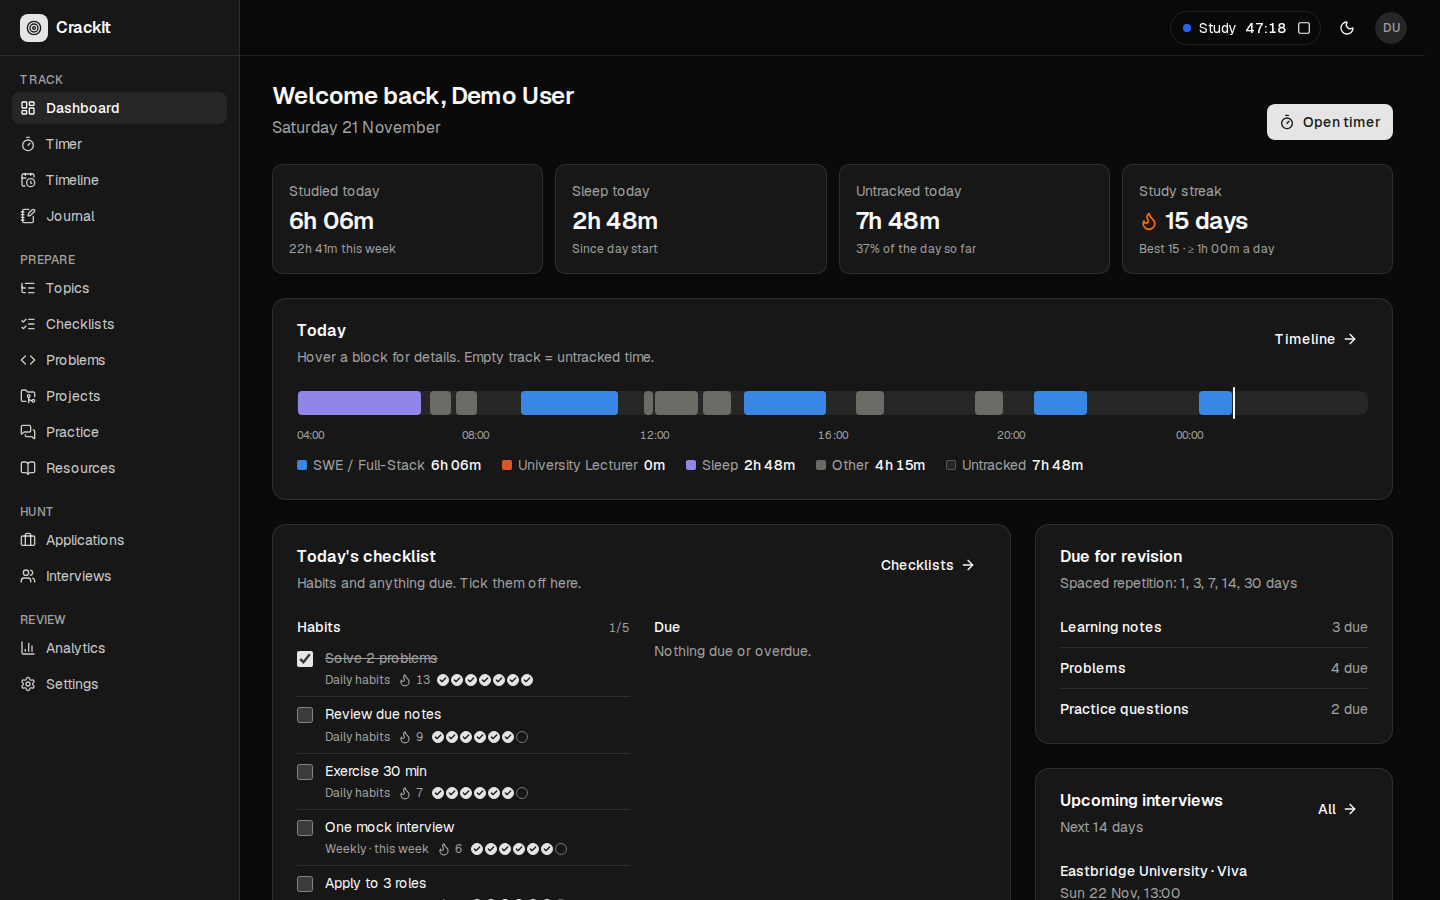 CrackIt
Study 47:18
DU
TRACK
Dashboard
Timer
Timeline
Journal
PREPARE
Topics
Checklists
Problems
Projects
Practice
Resources
HUNT
Applications
Interviews
REVIEW
Analytics
Settings
Welcome back, Demo User
Saturday 21 November
Open timer
Studied today
6h 06m
22h 41m this week
Sleep today
2h 48m
Since day start
Untracked today
7h 48m
37% of the day so far
Study streak
15 days
Best 15 · ≥ 1h 00m a day
Today
Hover a block for details. Empty track = untracked time.
Timeline
04:00 08:00 12:00 16:00 20:00 00:00
SWE / Full-Stack 6h 06m University Lecturer 0m Sleep 2h 48m Other 4h 15m Untracked 7h 48m
Today's checklist
Habits and anything due. Tick them off here.
Checklists
Habits 1/5
Solve 2 problems
Daily habits 13
Review due notes
Daily habits 9
Exercise 30 min
Daily habits 7
One mock interview
Weekly · this week 6
Apply to 3 roles
Due
Nothing due or overdue.
Due for revision
Spaced repetition: 1, 3, 7, 14, 30 days
Learning notes 3 due
Problems 4 due
Practice questions 2 due
Upcoming interviews
Next 14 days
All
Eastbridge University · Viva
Sun 22 Nov, 13:00